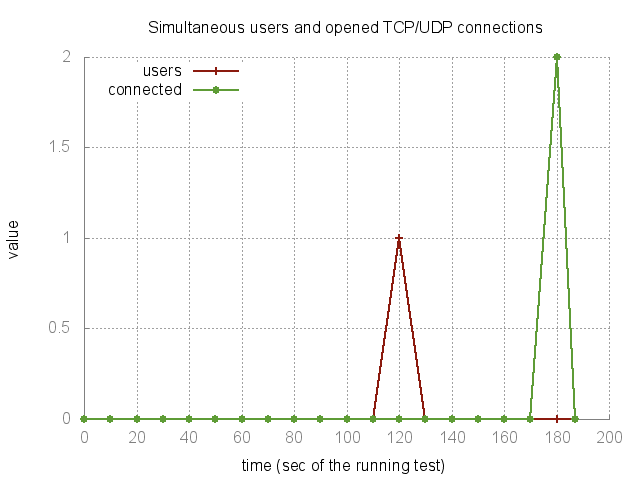 Simultaneous users and opened TCP/UDP connections
users
connected
2
1.5
1
0.5
0
value
0 20 40 60 80 100 120 140 160 180 200
time (sec of the running test)